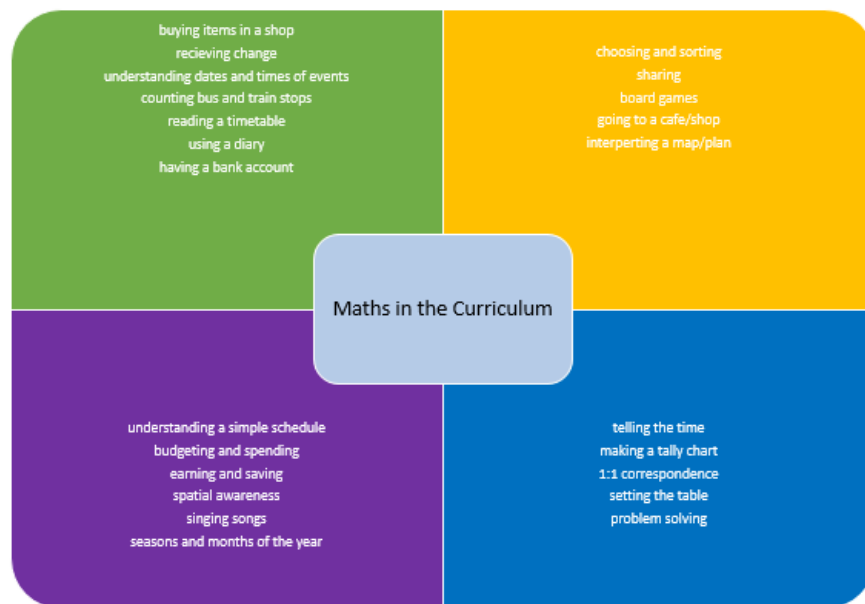 buying items in a shop
recieving change
understanding dates and times of events
counting bus and train stops
reading a timetable
using a diary
having a bank account
choosing and sorting
sharing
board games
going to a cafe/shop
interperting a map/plan
Maths in the Curriculum
understanding a simple schedule
budgeting and spending
earning and saving
spatial awareness
singing songs
seasons and months of the year
telling the time
making a tally chart
1:1 correspondence
setting the table
problem solving